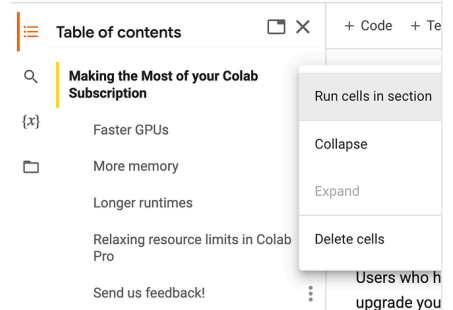 Table of contents
+ Code + Te
Making the Most of your Colab
Subscription
Run cells in section
{x}
Faster GPUs
Collapse
More memory
Expand
Longer runtimes
Relaxing resource limits in Colab
Pro
Delete cells
Users who h
Send us feedback!
upgrade you